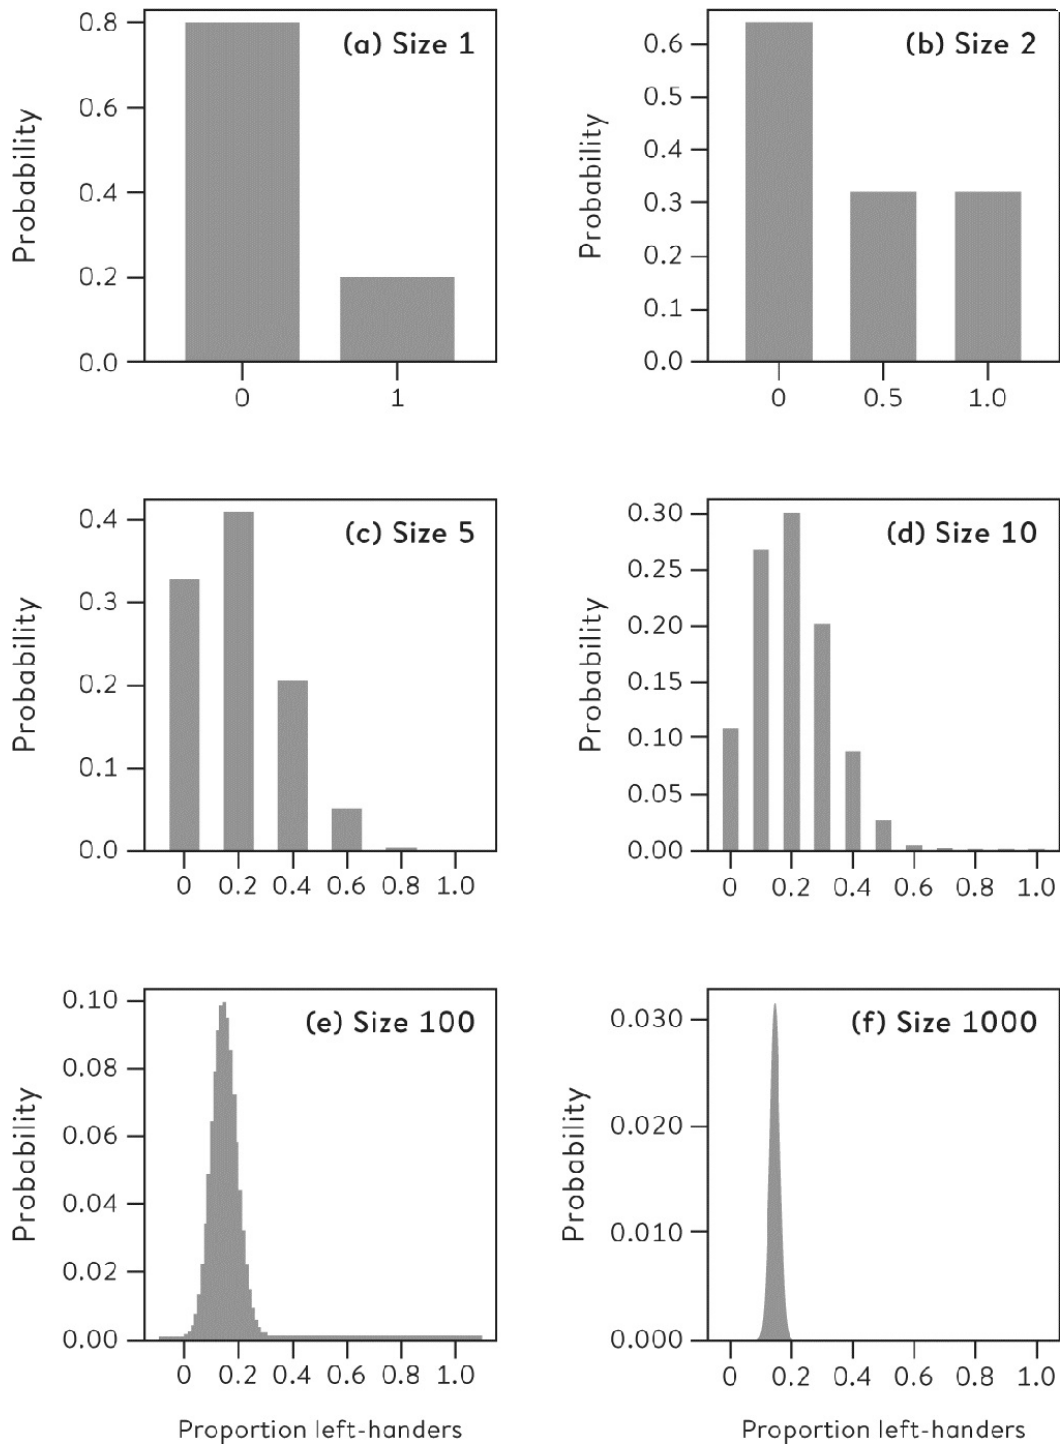 (a) Size 1
Probability
0.8
0.6
0.4
0.2
0.0
0 1
(b) Size 2
Probability
0.6
0.5
0.4
0.3
0.2
0.1
0.0
0 0.5 1.0
(c) Size 5
Probability
0.4
0.3
0.2
0.1
0.0
0 0.2 0.4 0.6 0.8 1.0
(d) Size 10
Probability
0.30
0.25
0.20
0.15
0.10
0.05
0.00
0 0.2 0.4 0.6 0.8 1.0
(e) Size 100
Probability
0.10
0.08
0.06
0.04
0.02
0.00
0 0.2 0.4 0.6 0.8 1.0
Proportion left-handers
(f) Size 1000
Probability
0.030
0.020
0.010
0.000
0 0.2 0.4 0.6 0.8 1.0
Proportion left-handers